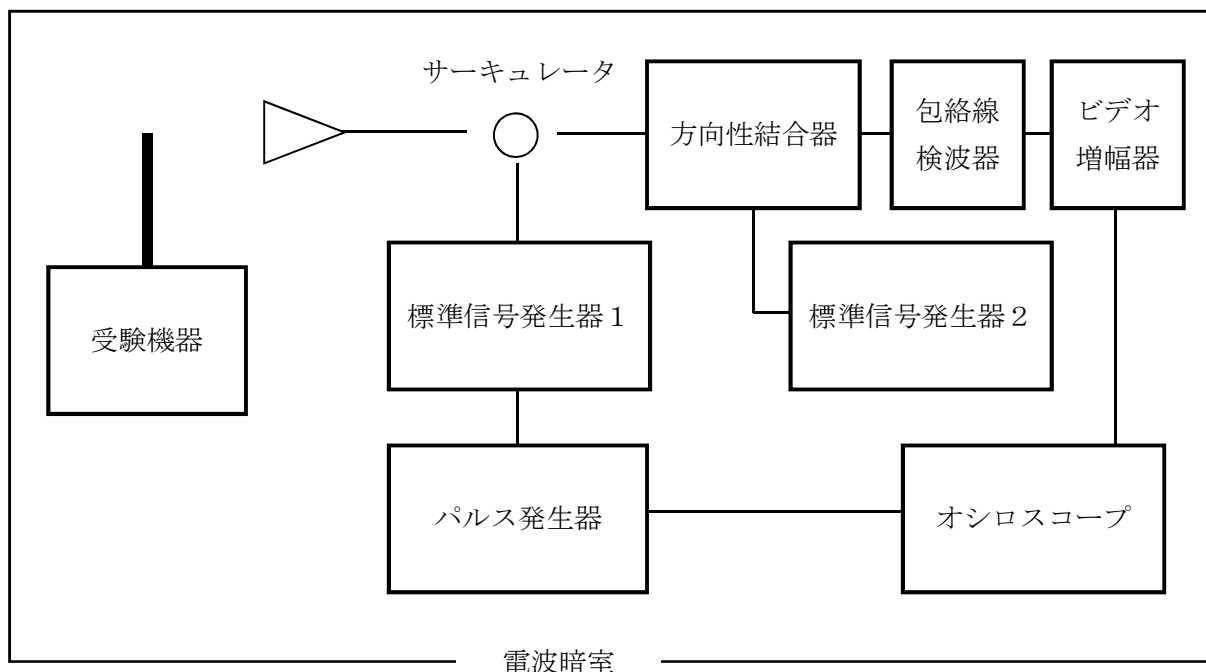 サーキュレータ
方向性結合器
包絡線
検波器
ビデオ
増幅器
受験機器
標準信号発生器１
標準信号発生器２
パルス発生器
オシロスコープ
電波暗室